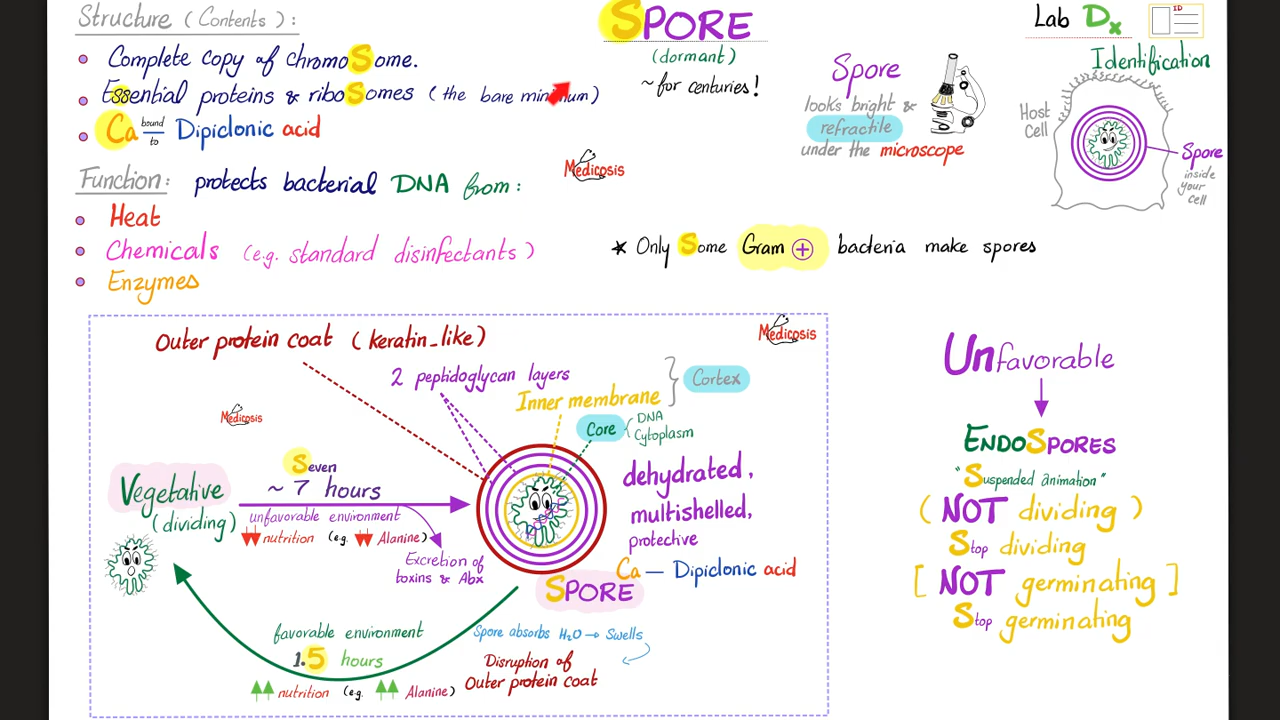 Structure (Contents):
Complete copy of chromoSome.
Essential proteins & riboSomes (the bare minimum)
Ca bound to Dipiclonic acid
Function: protects bacterial DNA from:
Heat
Chemicals (e.g. standard disinfectants)
Enzymes
SPORE
(dormant)
~ for centuries!
Medicosis
Spore
looks bright &
refractile
under the microscope
Lab Dx
ID
Identification
Host
Cell
Spore
inside
your
cell
* Only Some Gram + bacteria make spores
Outer protein coat (keratin_like)
Medicosis
2 peptidoglycan layers
Inner membrane
Cortex
Core
DNA
Cytoplasm
Medicosis
Vegetative
(dividing)
Seven
~ 7 hours
unfavorable environment
nutrition (e.g. Alanine)
Excretion of
toxins & Abx
dehydrated,
multishelled,
protective
Ca — Dipiclonic acid
SPORE
favorable environment
1.5 hours
nutrition (e.g. Alanine)
Spore absorbs H₂O → Swells
Disruption of
Outer protein coat
Unfavorable
ENDOSPORES
"Suspended animation"
(NOT dividing)
Stop dividing
[NOT germinating]
Stop germinating